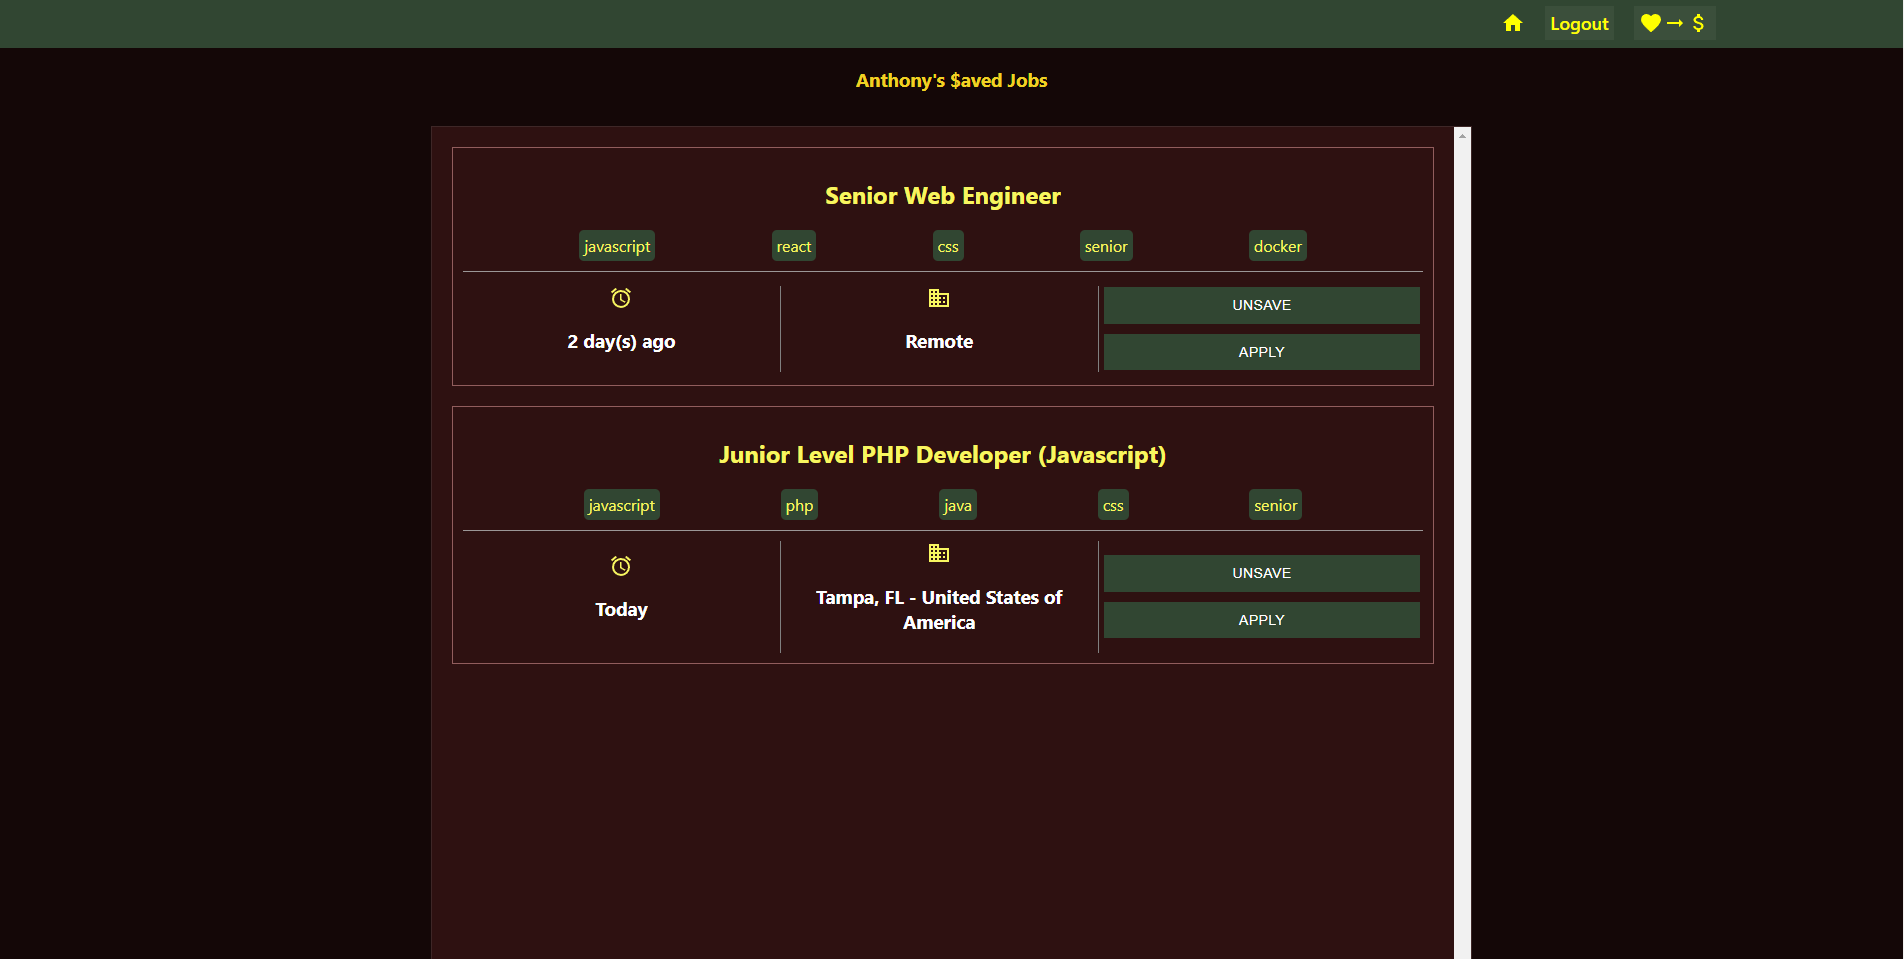 Logout
$
Anthony's $aved Jobs
Senior Web Engineer
javascript react css senior docker
2 day(s) ago
Remote
UNSAVE
APPLY
Junior Level PHP Developer (Javascript)
javascript php java css senior
Today
Tampa, FL - United States of
America
UNSAVE
APPLY